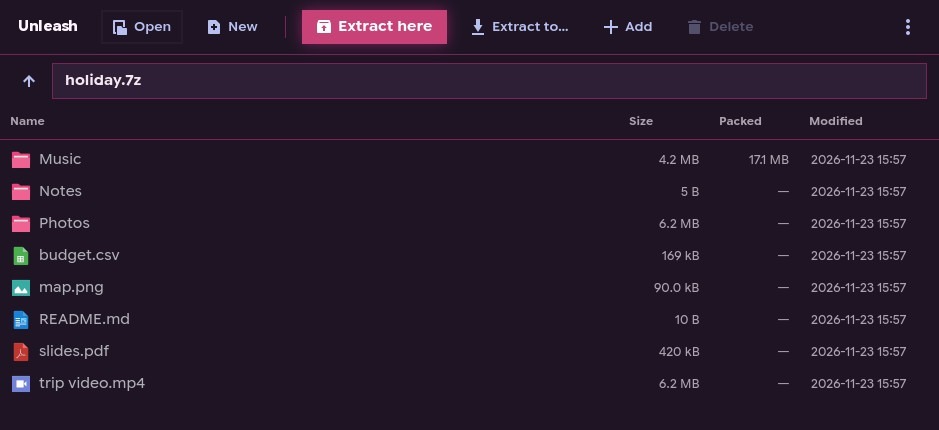 Unleash Open New Extract here Extract to... Add Delete
holiday.7z
Name Size Packed Modified
Music 4.2 MB 17.1 MB 2026-11-23 15:57
Notes 5 B — 2026-11-23 15:57
Photos 6.2 MB — 2026-11-23 15:57
budget.csv 169 kB — 2026-11-23 15:57
map.png 90.0 kB — 2026-11-23 15:57
README.md 10 B — 2026-11-23 15:57
slides.pdf 420 kB — 2026-11-23 15:57
trip video.mp4 6.2 MB — 2026-11-23 15:57